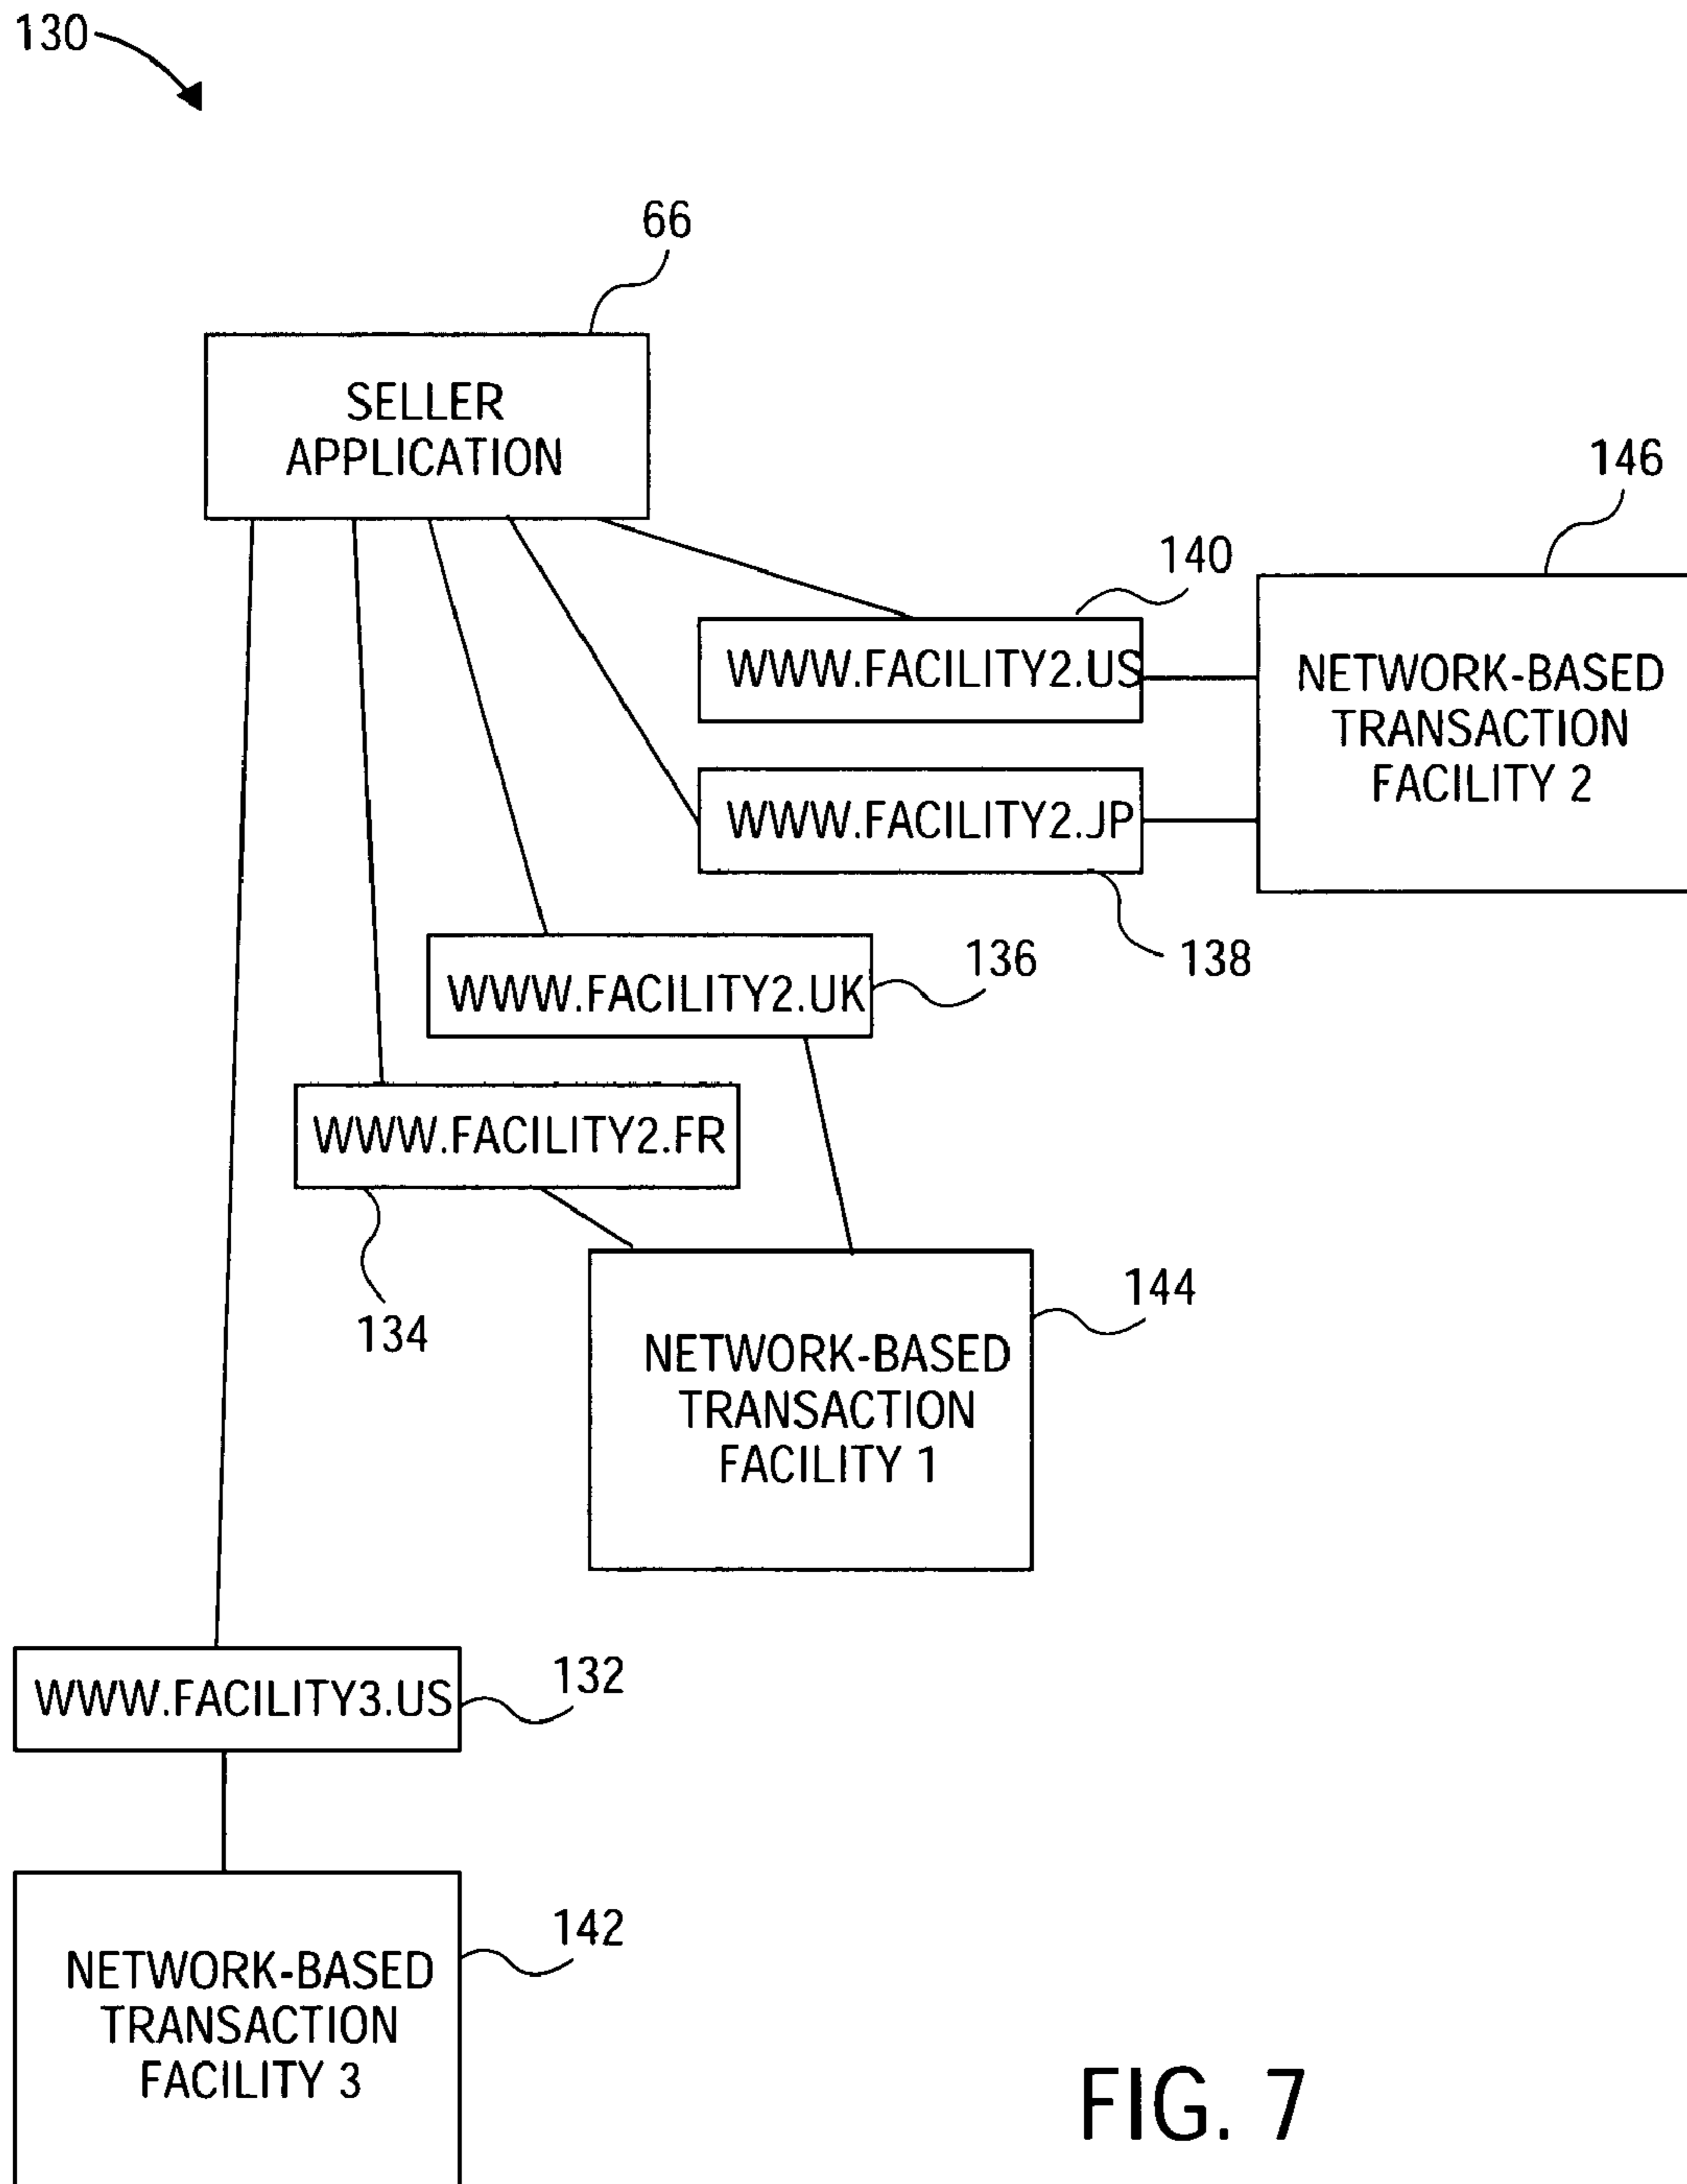 130
66
SELLER
APPLICATION
146
140
WWW.FACILITY2.US
NETWORK-BASED
TRANSACTION
FACILITY 2
WWW.FACILITY2.JP
138
136
WWW.FACILITY2.UK
WWW.FACILITY2.FR
134
144
NETWORK-BASED
TRANSACTION
FACILITY 1
WWW.FACILITY3.US
132
142
NETWORK-BASED
TRANSACTION
FACILITY 3
FIG. 7